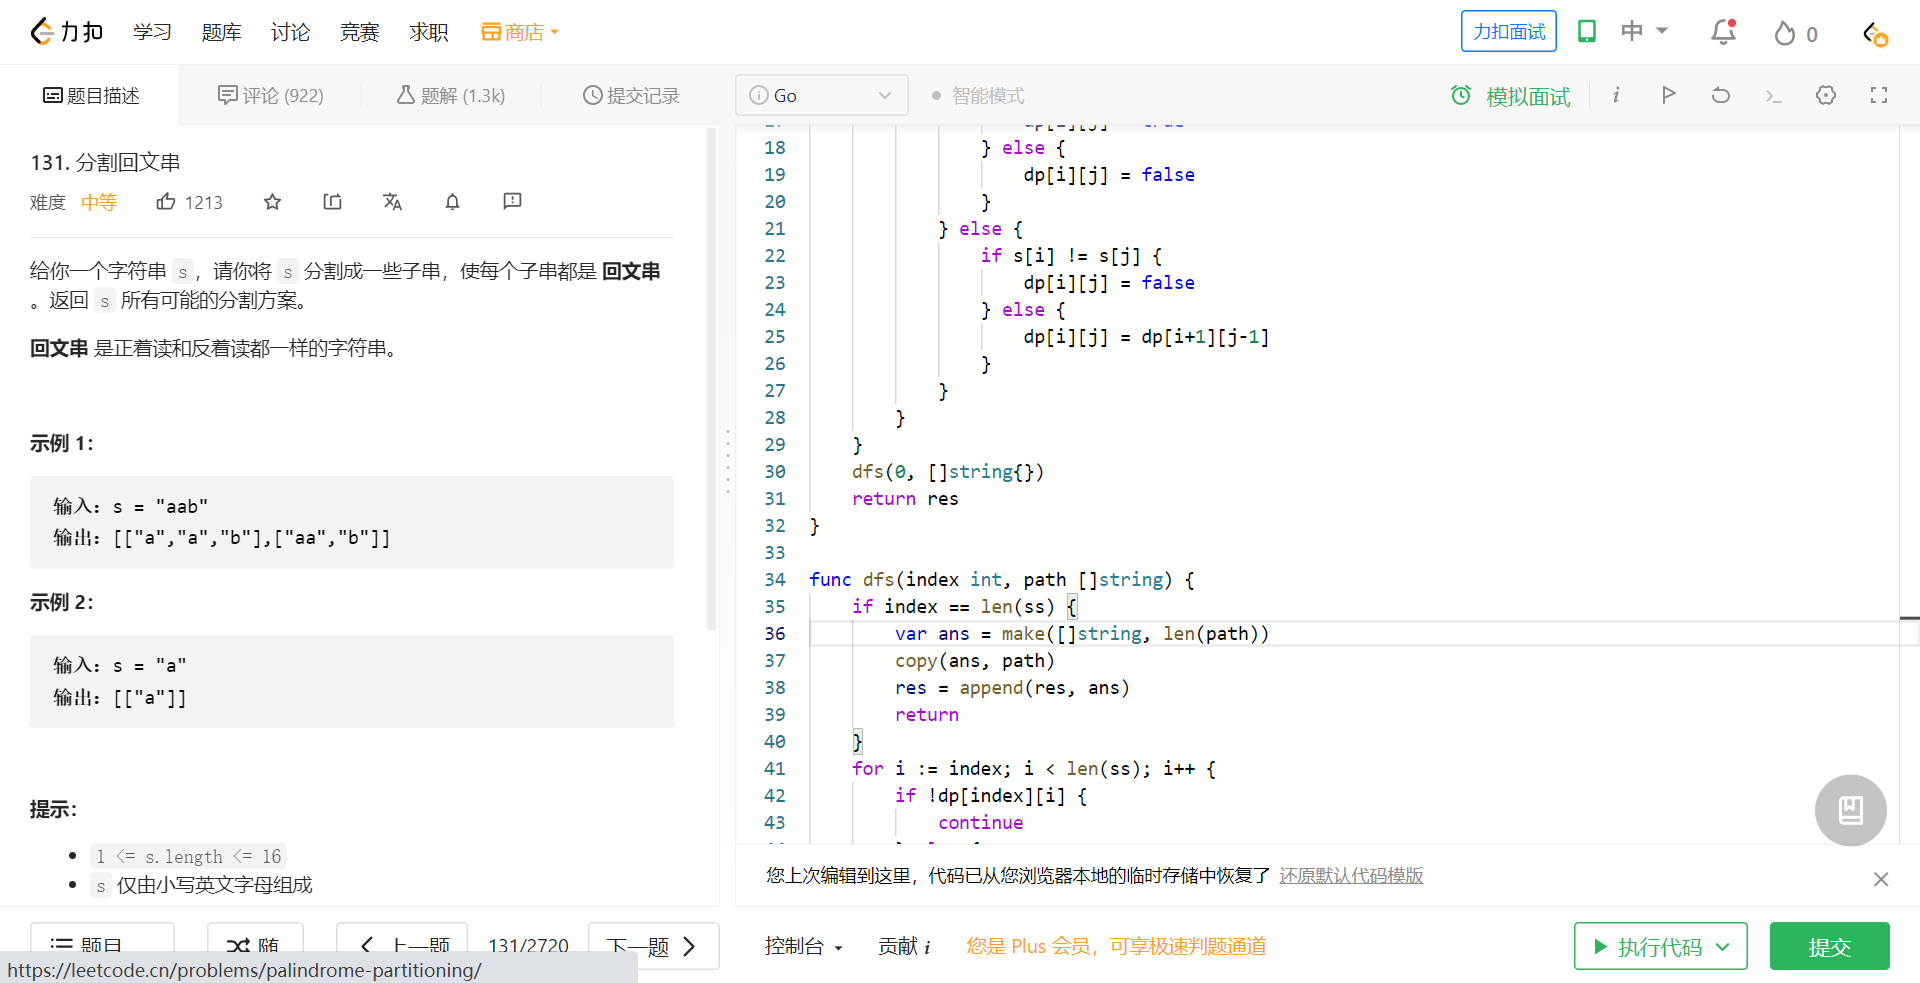 力扣 学习 题库 讨论 竞赛 求职 商店 力扣面试 中 0
题目描述 评论 (922) 题解 (1.3k) 提交记录
131. 分割回文串
难度 中等 1213
给你一个字符串 s，请你将 s 分割成一些子串，使每个子串都是 回文串
。返回 s 所有可能的分割方案。
回文串 是正着读和反着读都一样的字符串。
示例 1：
输入：s = "aab"
输出：[["a","a","b"],["aa","b"]]
示例 2：
输入：s = "a"
输出：[["a"]]
提示：
1 <= s.length <= 16
s 仅由小写英文字母组成
题目 随 上一题 131/2720 下一题
https://leetcode.cn/problems/palindrome-partitioning/
Go 智能模式 模拟面试 i
17 dp[i][j] = true
18 } else {
19 dp[i][j] = false
20 }
21 } else {
22 if s[i] != s[j] {
23 dp[i][j] = false
24 } else {
25 dp[i][j] = dp[i+1][j-1]
26 }
27 }
28 }
29 }
30 dfs(0, []string{})
31 return res
32 }
33
34 func dfs(index int, path []string) {
35 if index == len(ss) {
36 var ans = make([]string, len(path))
37 copy(ans, path)
38 res = append(res, ans)
39 return
40 }
41 for i := index; i < len(ss); i++ {
42 if !dp[index][i] {
43 continue
您上次编辑到这里，代码已从您浏览器本地的临时存储中恢复了 还原默认代码模版
控制台 贡献 i 您是 Plus 会员，可享极速判题通道 执行代码 提交